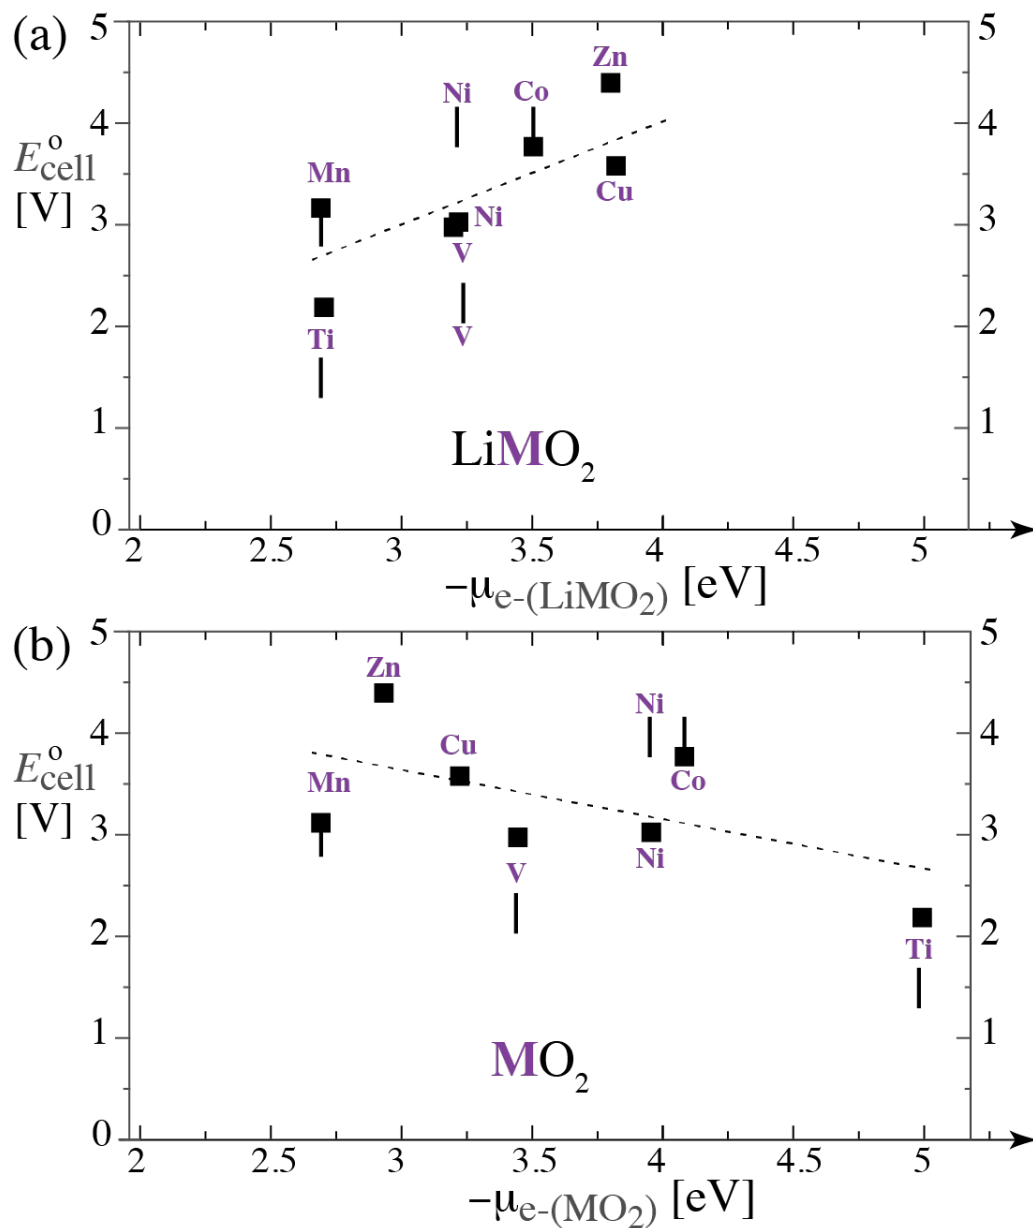 (a)
5
5
Zn
Ni
Co
4
4
E°cell
[V]
Mn
Cu
3
3
Ni
V
2
2
Ti
V
1
1
LiMO₂
0
2
2.5
3
3.5
4
4.5
5
−μe-(LiMO₂) [eV]
(b)
5
5
Zn
Ni
4
4
Cu
E°cell
[V]
Mn
Co
3
3
Ni
V
2
2
Ti
1
1
MO₂
0
2
2.5
3
3.5
4
4.5
5
−μe-(MO₂) [eV]